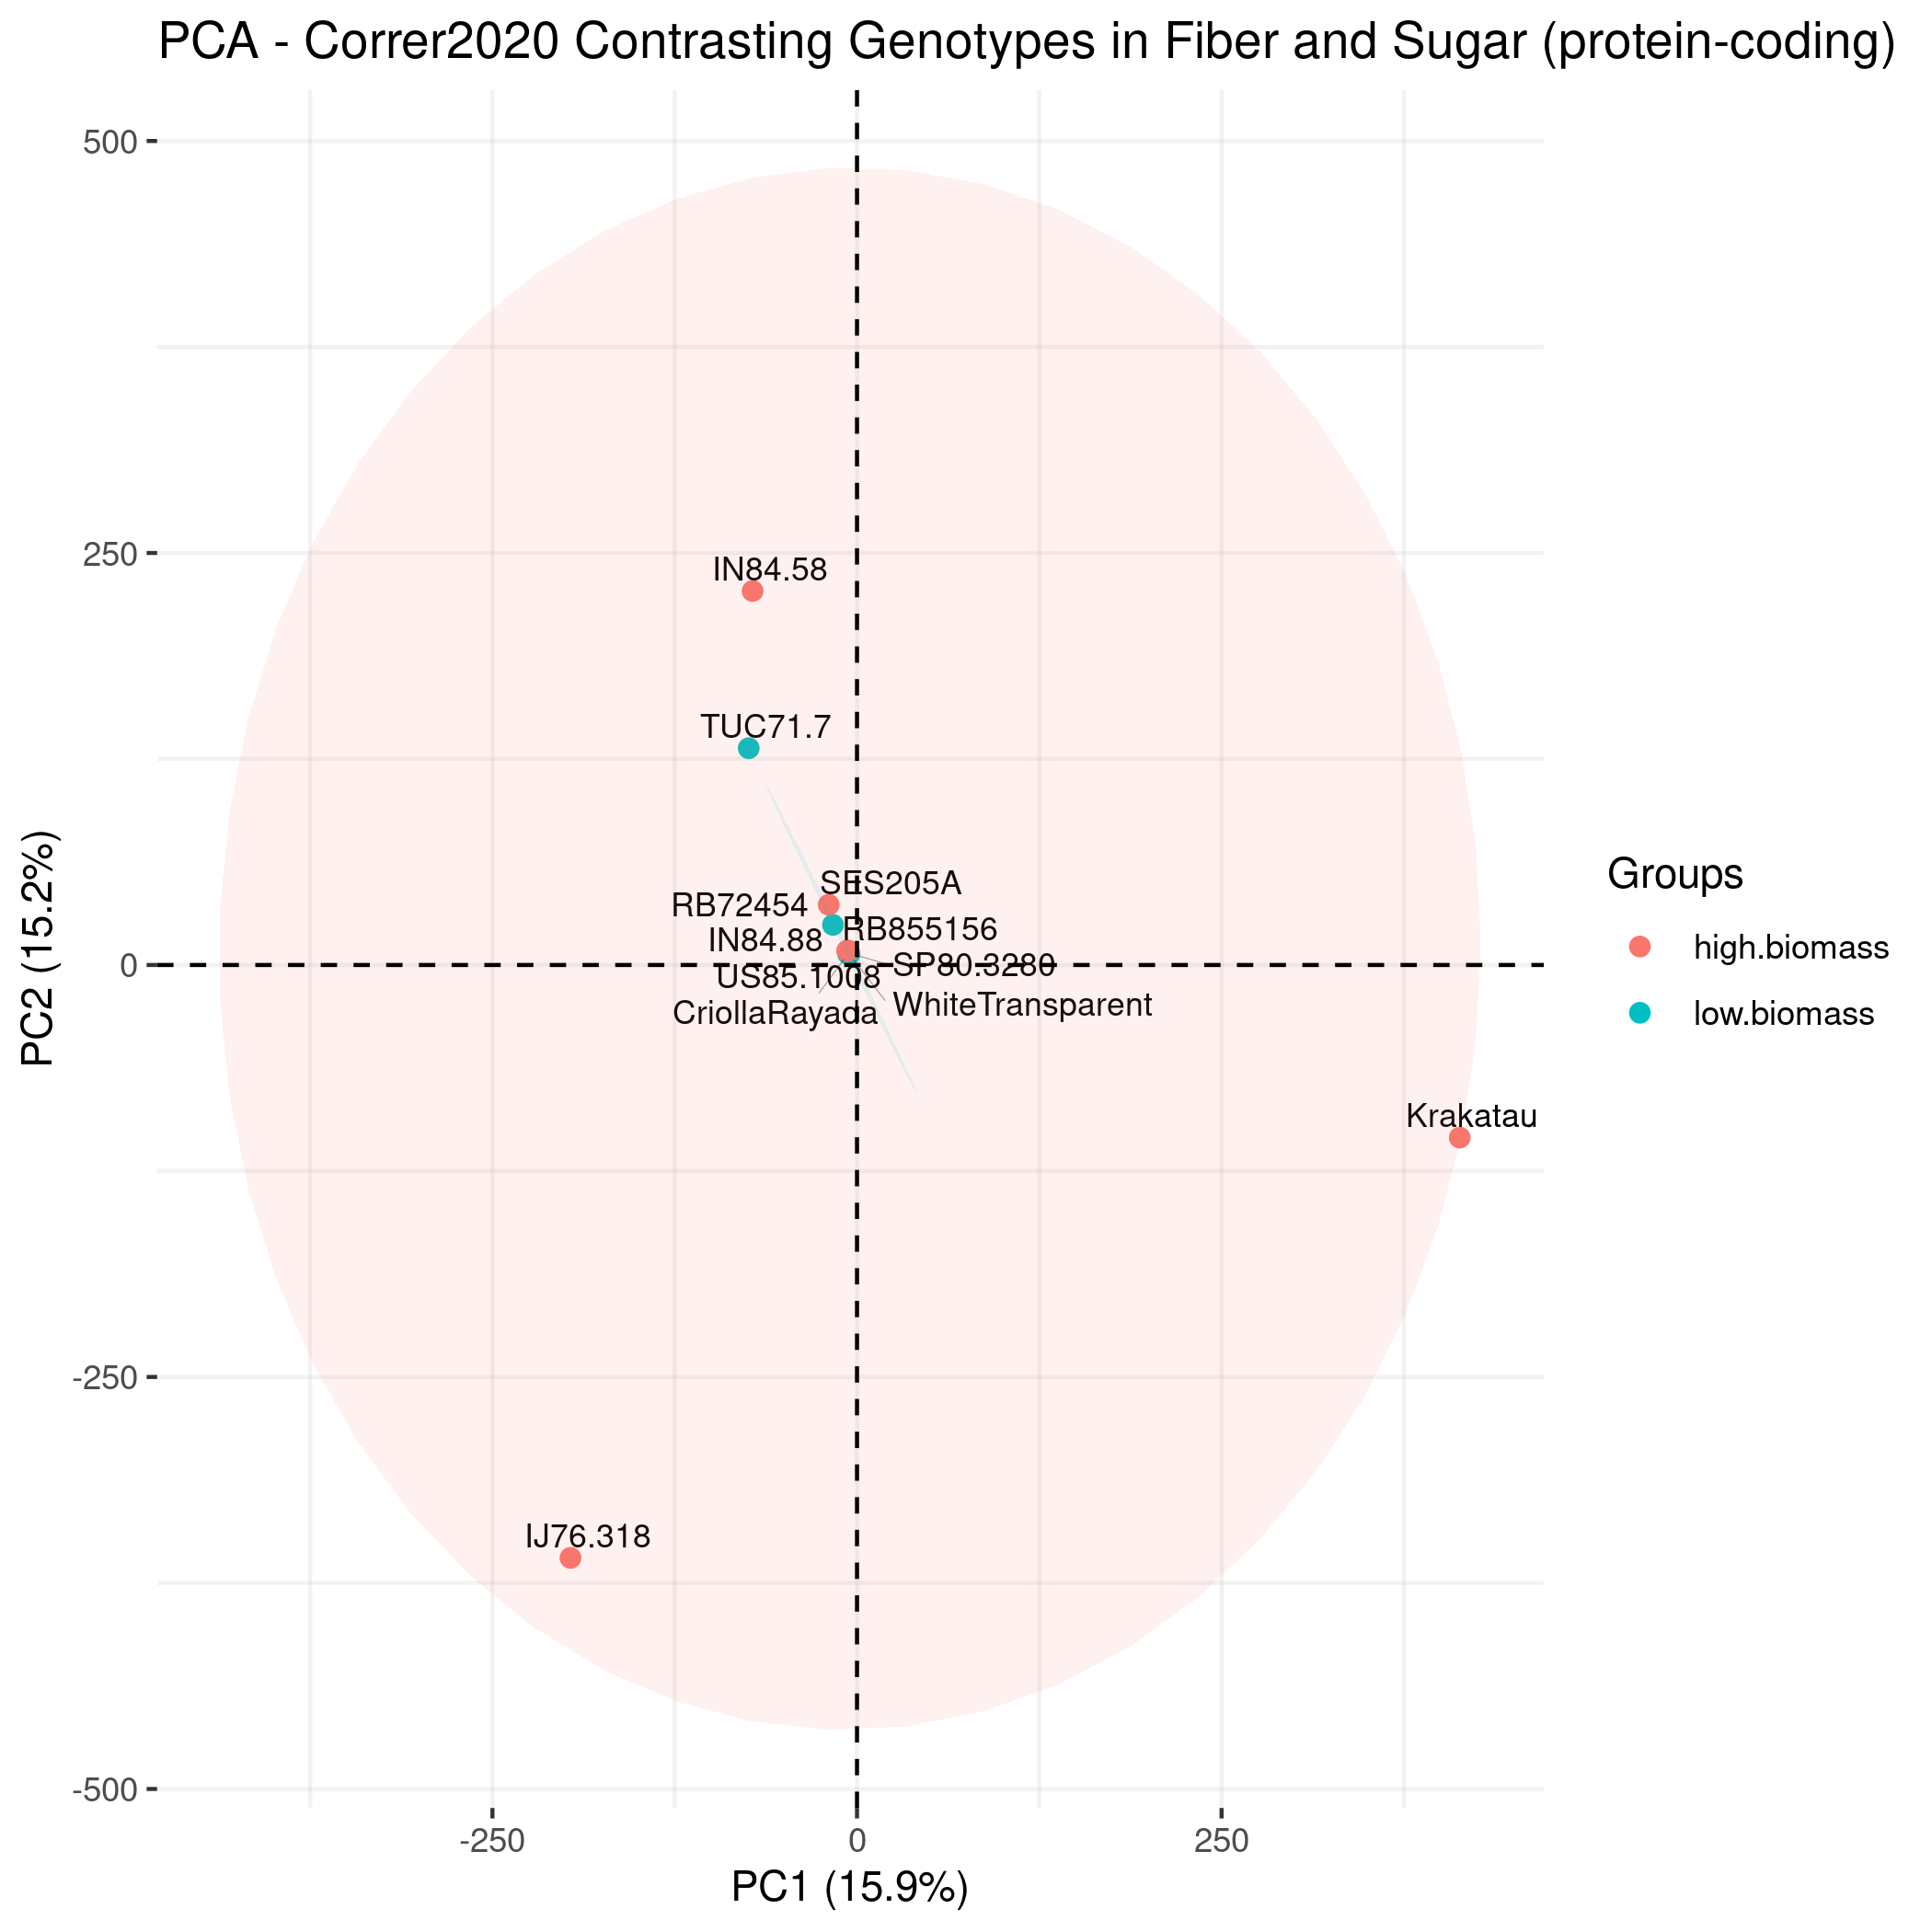 PCA - Correr2020 Contrasting Genotypes in Fiber and Sugar (protein-coding)
500
250
0
-250
-500
PC2 (15.2%)
IN84.58
TUC71.7
SES205A
RB72454
RB855156
IN84.88
SP80.3280
US85.1008
WhiteTransparent
CriollaRayada
Krakatau
IJ76.318
-250
0
250
PC1 (15.9%)
Groups
high.biomass
low.biomass